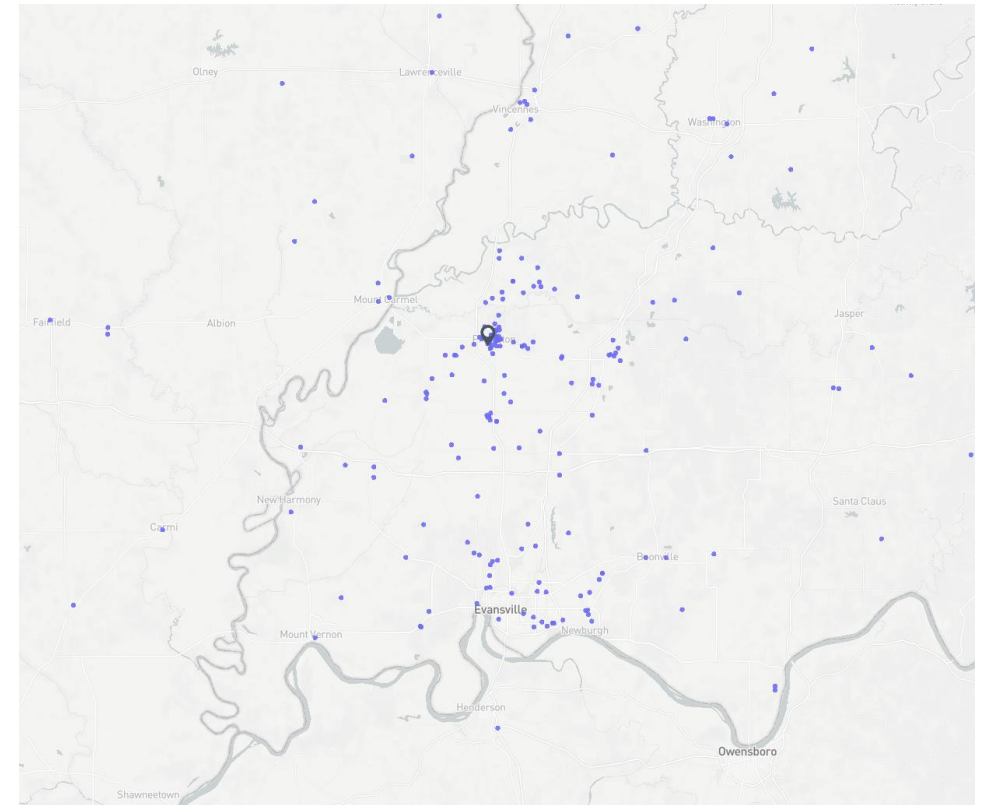 Olney
Lawrenceville
Vincennes
Washington
Mount Carmel
Fairfield
Albion
Jasper
New Harmony
Santa Claus
Carmi
Boonville
Evansville
Newburgh
Mount Vernon
Henderson
Owensboro
Shawneetown